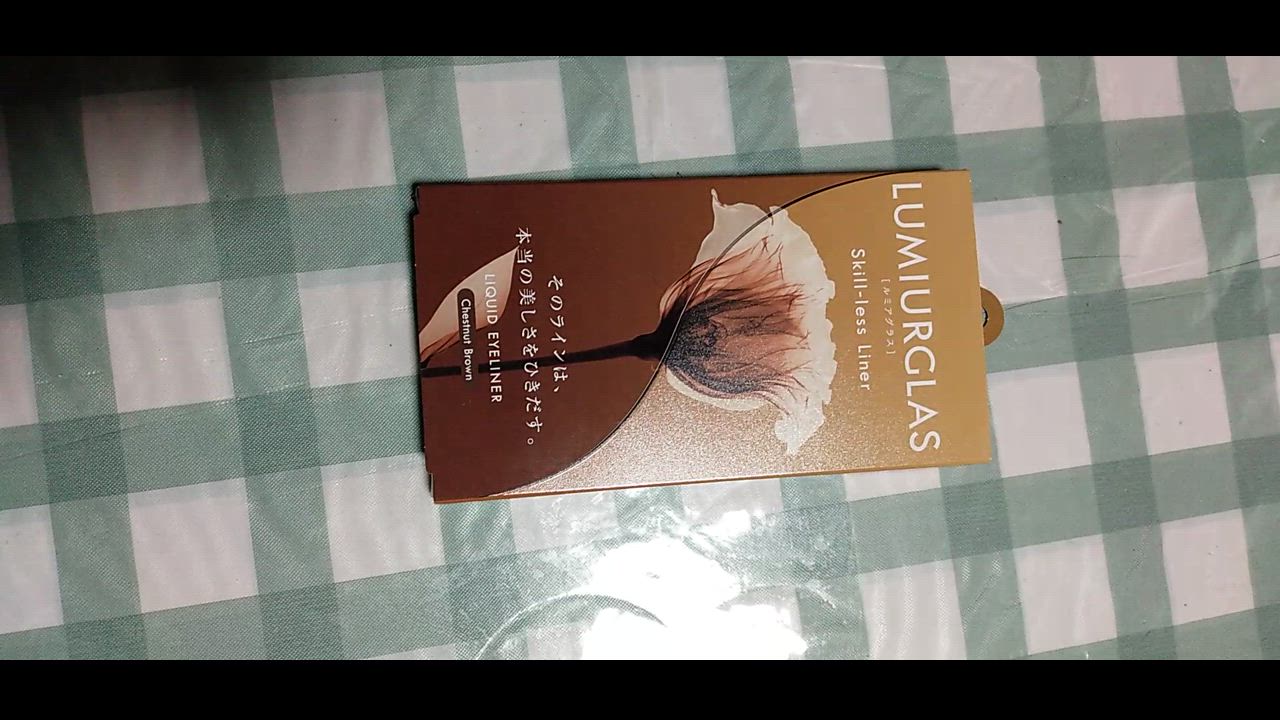 LUMIURGLAS
[ルミアグラス]
Skill-less Liner
そのラインは、
本当の美しさをひきだす。
LIQUID EYELINER
Chestnut Brown